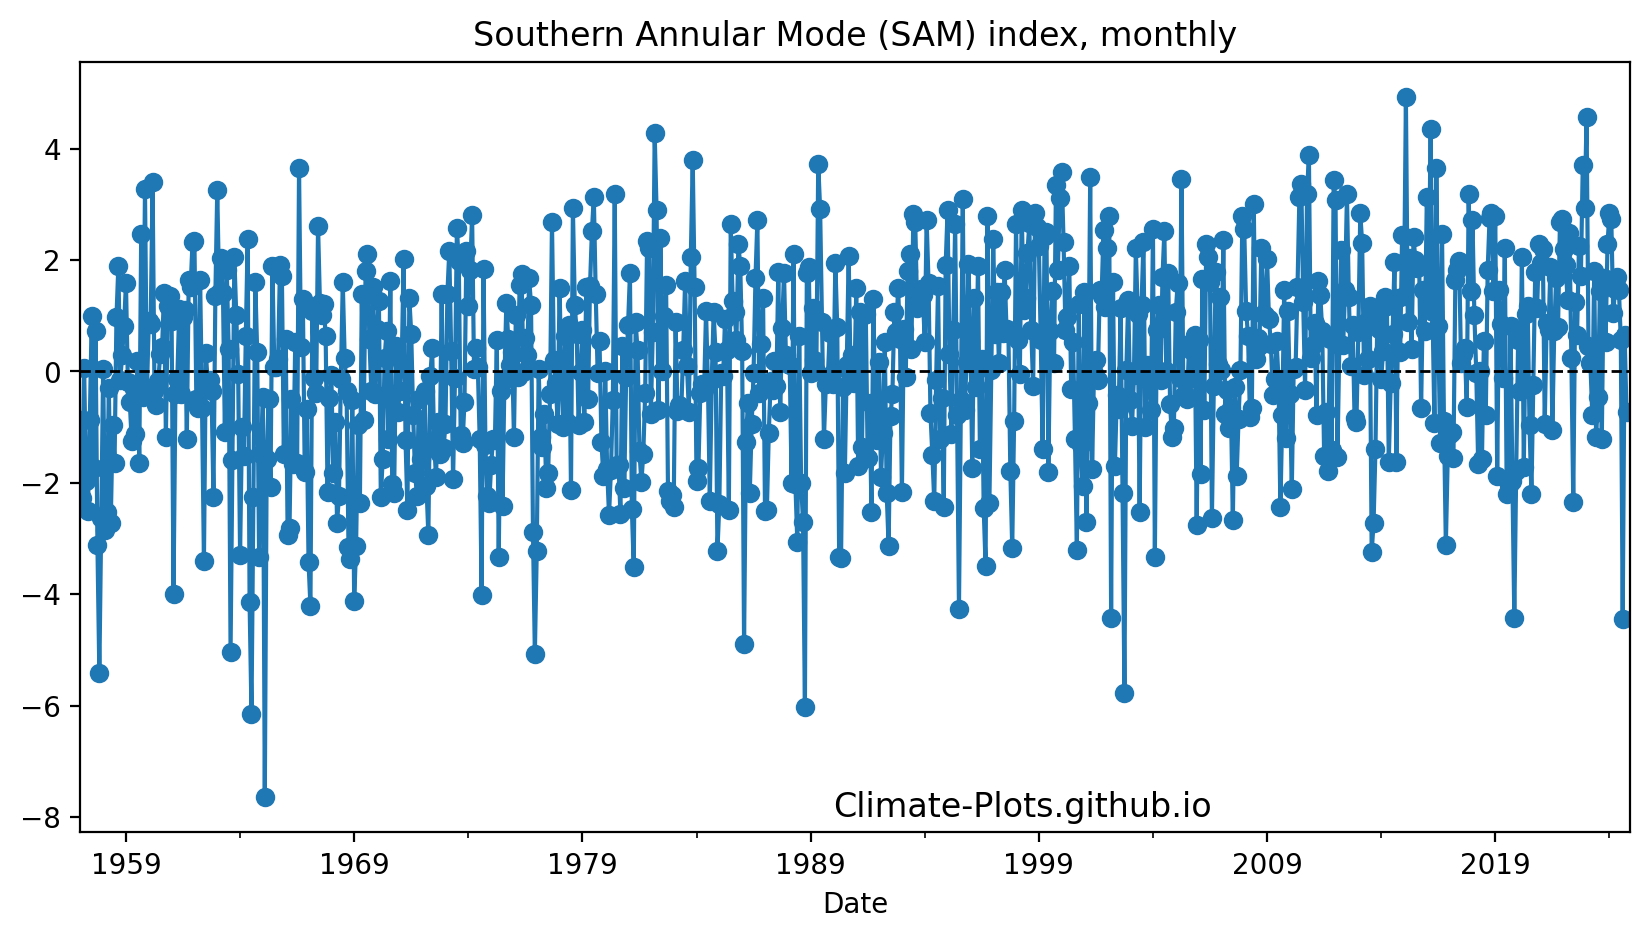 Southern Annular Mode (SAM) index, monthly
4
2
0
−2
−4
−6
−8
Climate-Plots.github.io
1959 1969 1979 1989 1999 2009 2019
Date